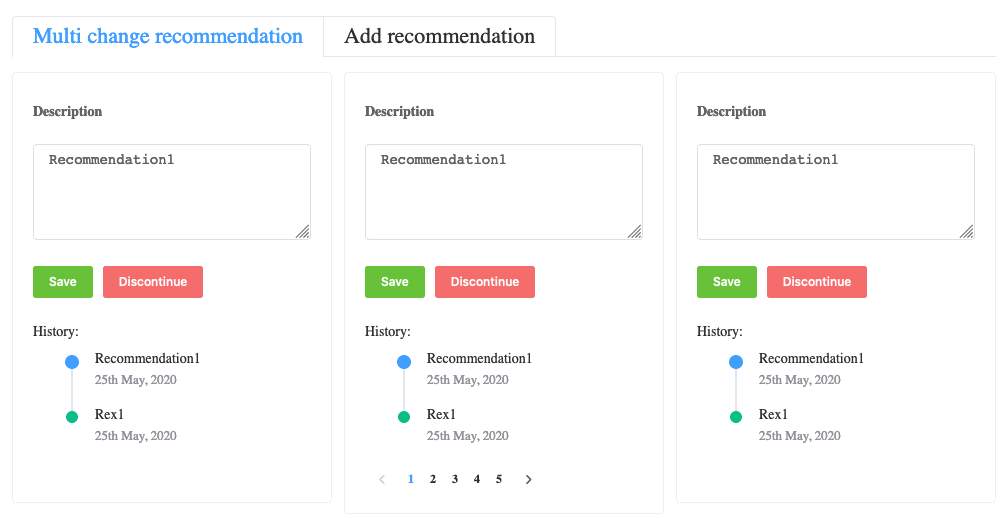 Multi change recommendation Add recommendation
Description
Recommendation1
Save Discontinue
History:
Recommendation1
25th May, 2020
Rex1
25th May, 2020
Description
Recommendation1
Save Discontinue
History:
Recommendation1
25th May, 2020
Rex1
25th May, 2020
1 2 3 4 5
Description
Recommendation1
Save Discontinue
History:
Recommendation1
25th May, 2020
Rex1
25th May, 2020